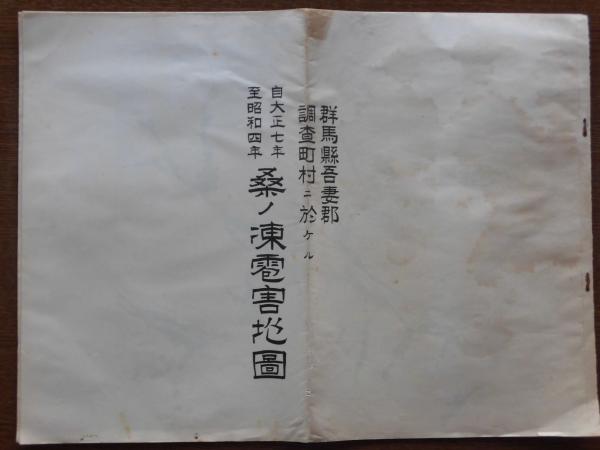 群馬縣吾妻郡
調査町村ニ於ケル
自大正七年
至昭和四年
桑ノ凍雹害地圖